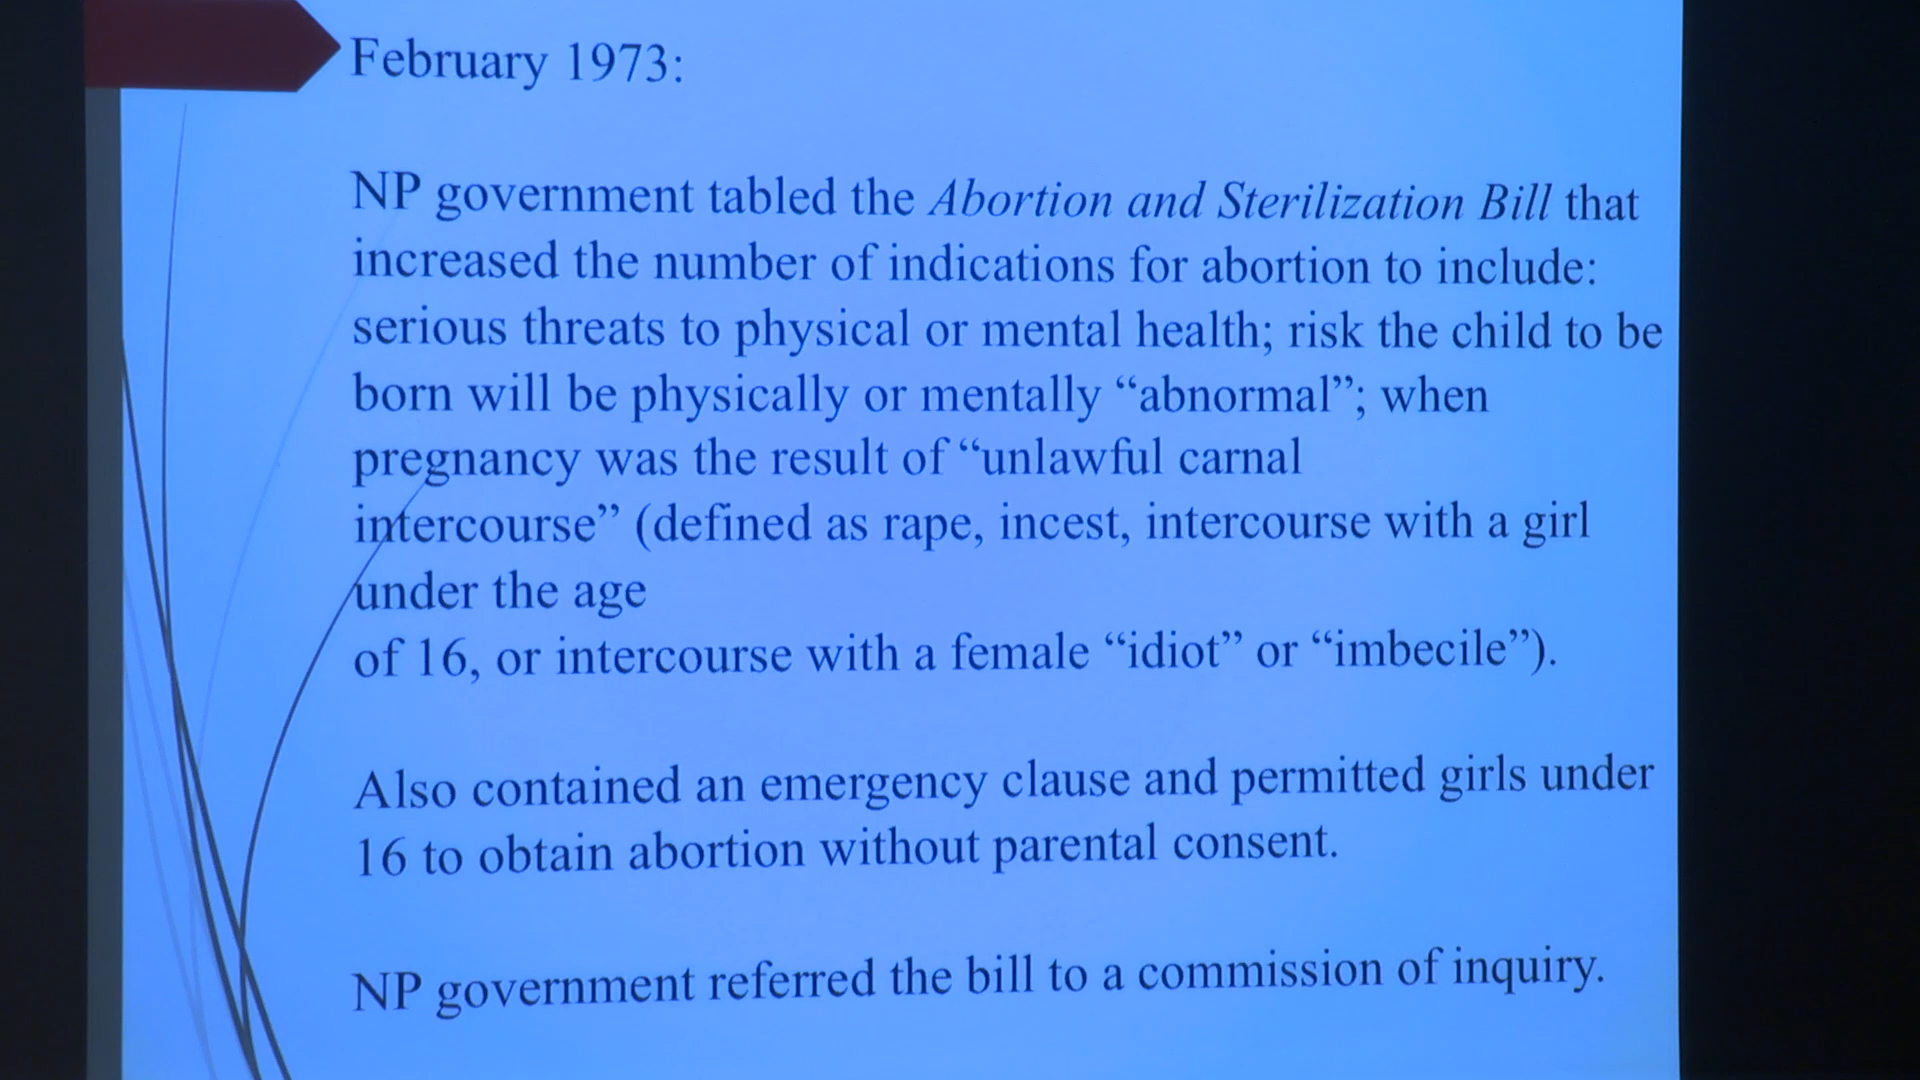 February 1973:
NP government tabled the Abortion and Sterilization Bill that
increased the number of indications for abortion to include:
serious threats to physical or mental health; risk the child to be
born will be physically or mentally “abnormal”; when
pregnancy was the result of “unlawful carnal
intercourse” (defined as rape, incest, intercourse with a girl
under the age
of 16, or intercourse with a female “idiot” or “imbecile”).
Also contained an emergency clause and permitted girls under
16 to obtain abortion without parental consent.
NP government referred the bill to a commission of inquiry.